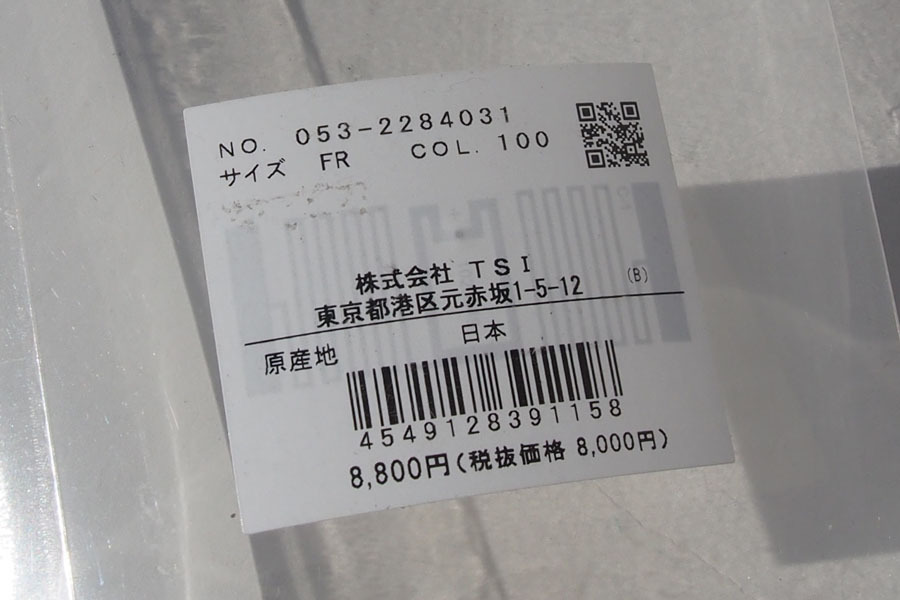 NO. 053-2284031
サイズ FR COL. 100
株式会社 TSI
東京都港区元赤坂1-5-12 (B)
原産地 日本
4549128391158
8,800円(税抜価格 8,000円)